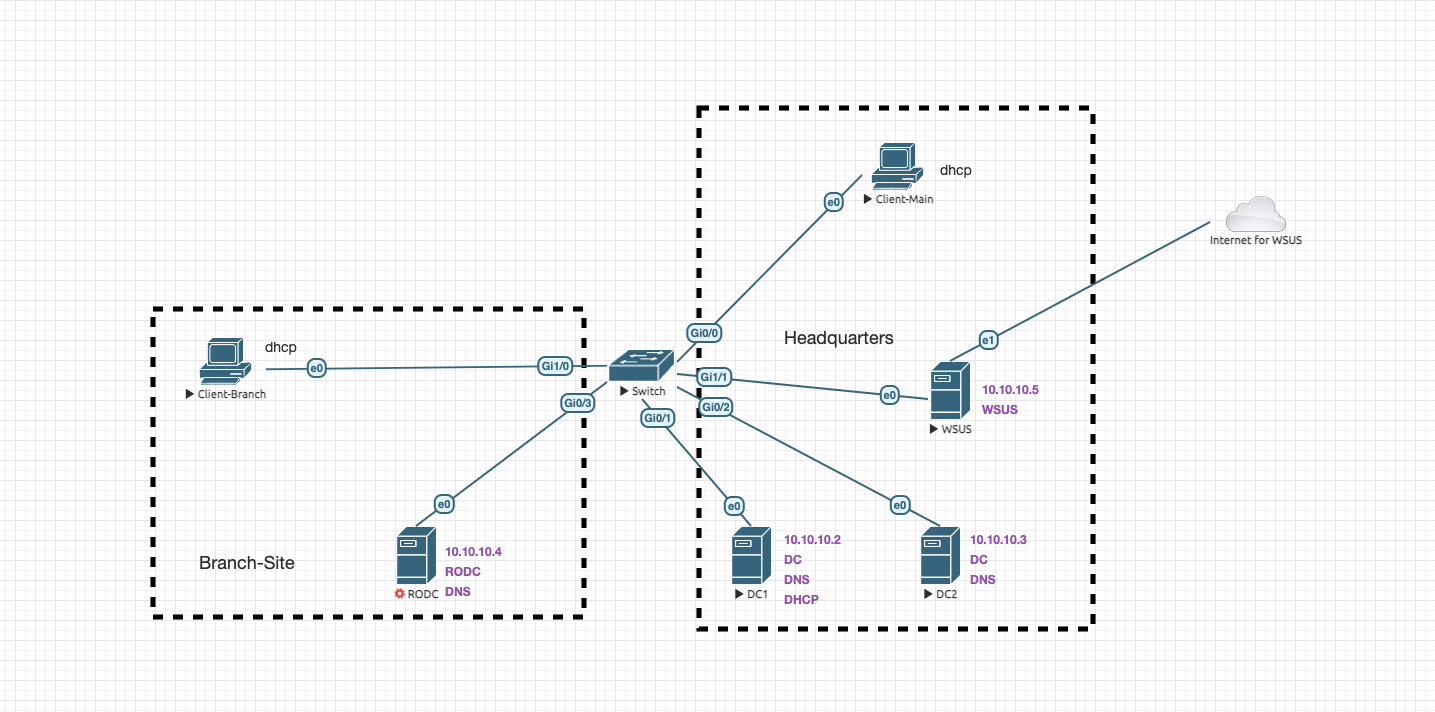 dhcp
e0
Client-Main
Internet for WSUS
Gi0/0
Headquarters
e1
dhcp
e0
Gi1/0
Client-Branch
Switch
Gi1/1
e0
10.10.10.5
WSUS
WSUS
Gi0/3
Gi0/1
Gi0/2
e0
e0
e0
10.10.10.4
RODC
DNS
RODC
Branch-Site
10.10.10.2
DC
DNS
DHCP
DC1
10.10.10.3
DC
DNS
DC2